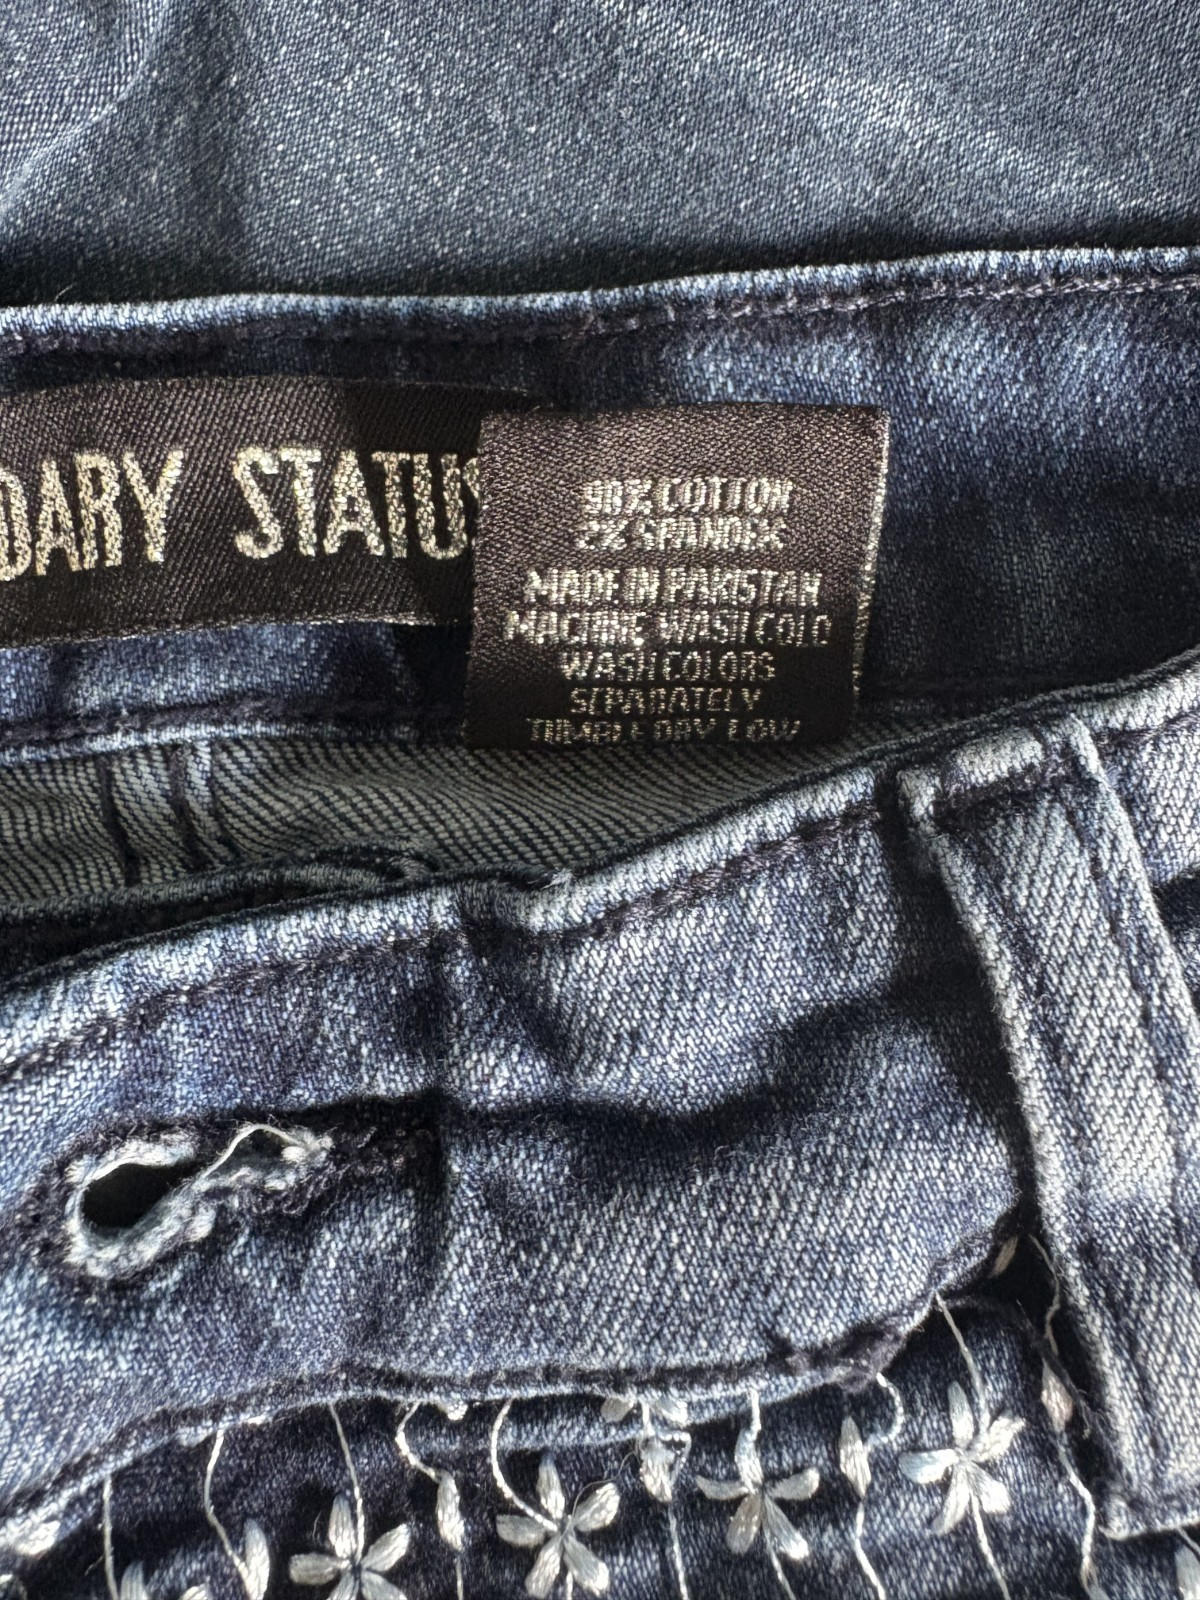 DARY STATUS
98% COTTON
2% SPANDEX
MADE IN PAKISTAN
MACHINE WASH COLD
WASH COLORS
SEPARATELY
TUMBLE DRY LOW